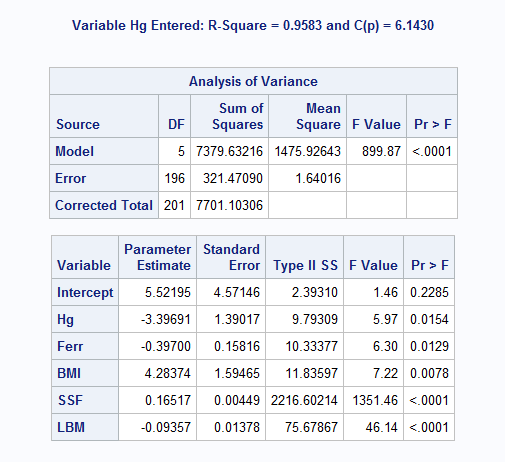 Variable Hg Entered: R-Square = 0.9583 and C(p) = 6.1430
Analysis of Variance
Source DF Sum of Squares Mean Square F Value Pr > F
Model 5 7379.63216 1475.92643 899.87 <.0001
Error 196 321.47090 1.64016
Corrected Total 201 7701.10306
Variable Parameter Estimate Standard Error Type II SS F Value Pr > F
Intercept 5.52195 4.57146 2.39310 1.46 0.2285
Hg -3.39691 1.39017 9.79309 5.97 0.0154
Ferr -0.39700 0.15816 10.33377 6.30 0.0129
BMI 4.28374 1.59465 11.83597 7.22 0.0078
SSF 0.16517 0.00449 2216.60214 1351.46 <.0001
LBM -0.09357 0.01378 75.67867 46.14 <.0001